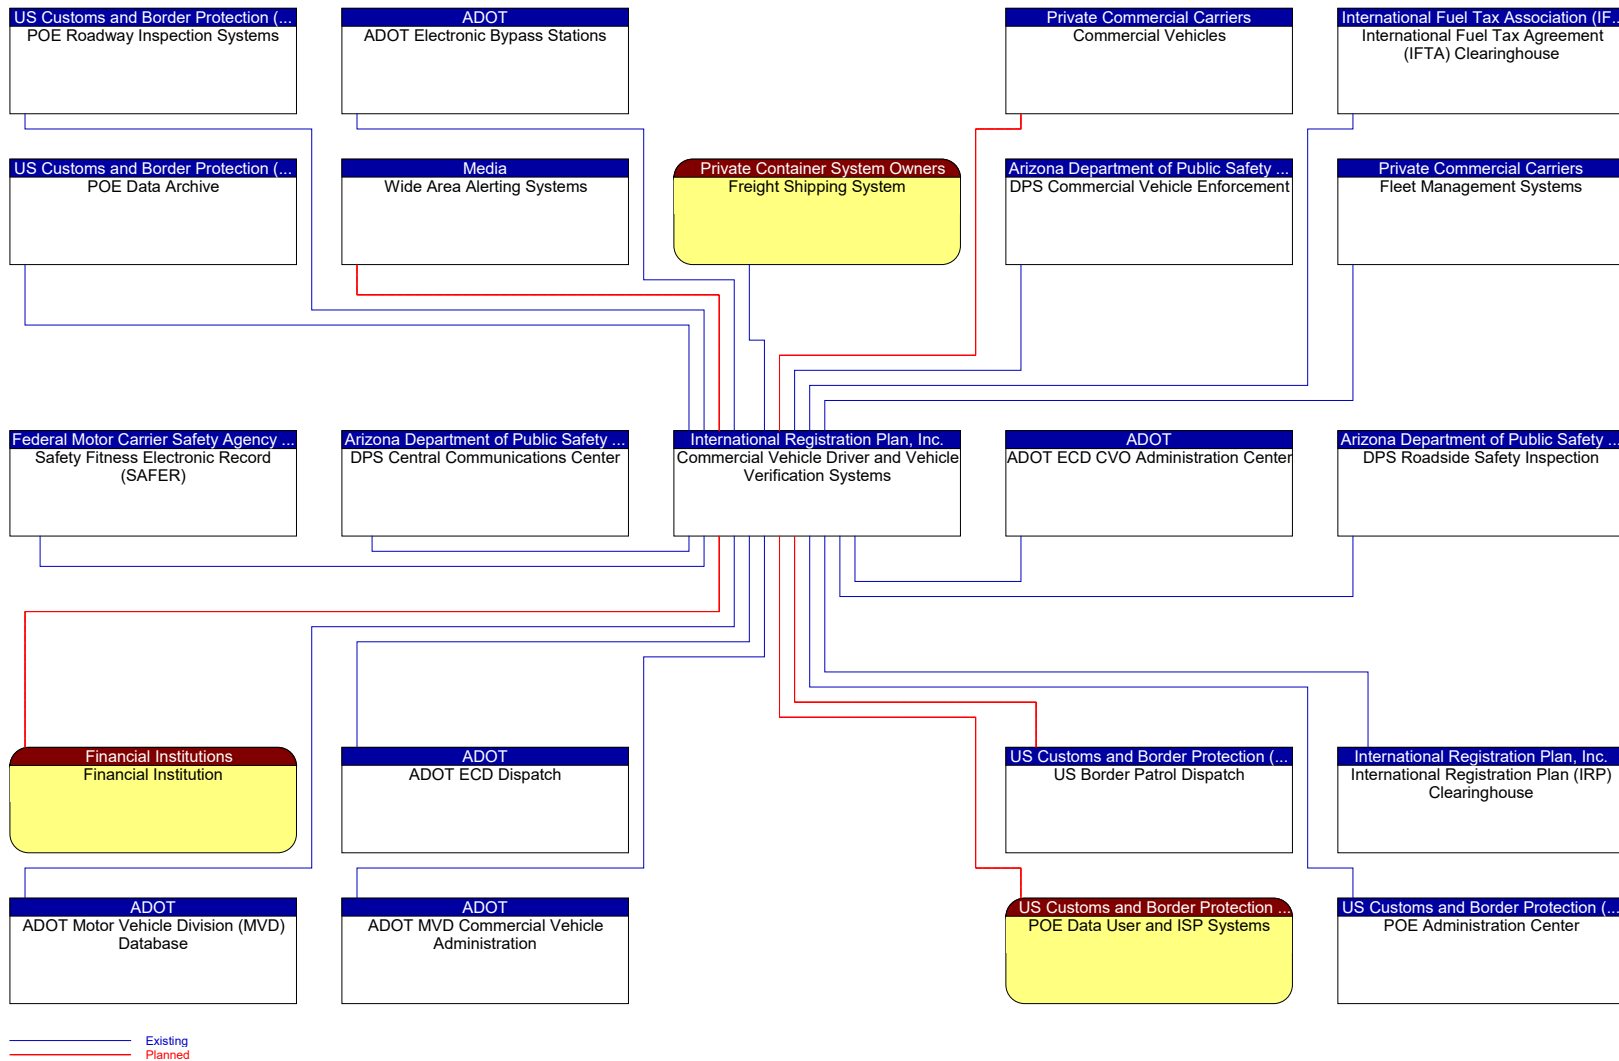 US Customs and Border Protection (...
POE Roadway Inspection Systems
ADOT
ADOT Electronic Bypass Stations
Private Commercial Carriers
Commercial Vehicles
International Fuel Tax Association (IF...
International Fuel Tax Agreement
(IFTA) Clearinghouse
US Customs and Border Protection (...
POE Data Archive
Media
Wide Area Alerting Systems
Private Container System Owners
Freight Shipping System
Arizona Department of Public Safety ...
DPS Commercial Vehicle Enforcement
Private Commercial Carriers
Fleet Management Systems
Federal Motor Carrier Safety Agency ...
Safety Fitness Electronic Record
(SAFER)
Arizona Department of Public Safety ...
DPS Central Communications Center
International Registration Plan, Inc.
Commercial Vehicle Driver and Vehicle
Verification Systems
ADOT
ADOT ECD CVO Administration Center
Arizona Department of Public Safety ...
DPS Roadside Safety Inspection
Financial Institutions
Financial Institution
ADOT
ADOT ECD Dispatch
US Customs and Border Protection (...
US Border Patrol Dispatch
International Registration Plan, Inc.
International Registration Plan (IRP)
Clearinghouse
ADOT
ADOT Motor Vehicle Division (MVD)
Database
ADOT
ADOT MVD Commercial Vehicle
Administration
US Customs and Border Protection ...
POE Data User and ISP Systems
US Customs and Border Protection (...
POE Administration Center
Existing
Planned